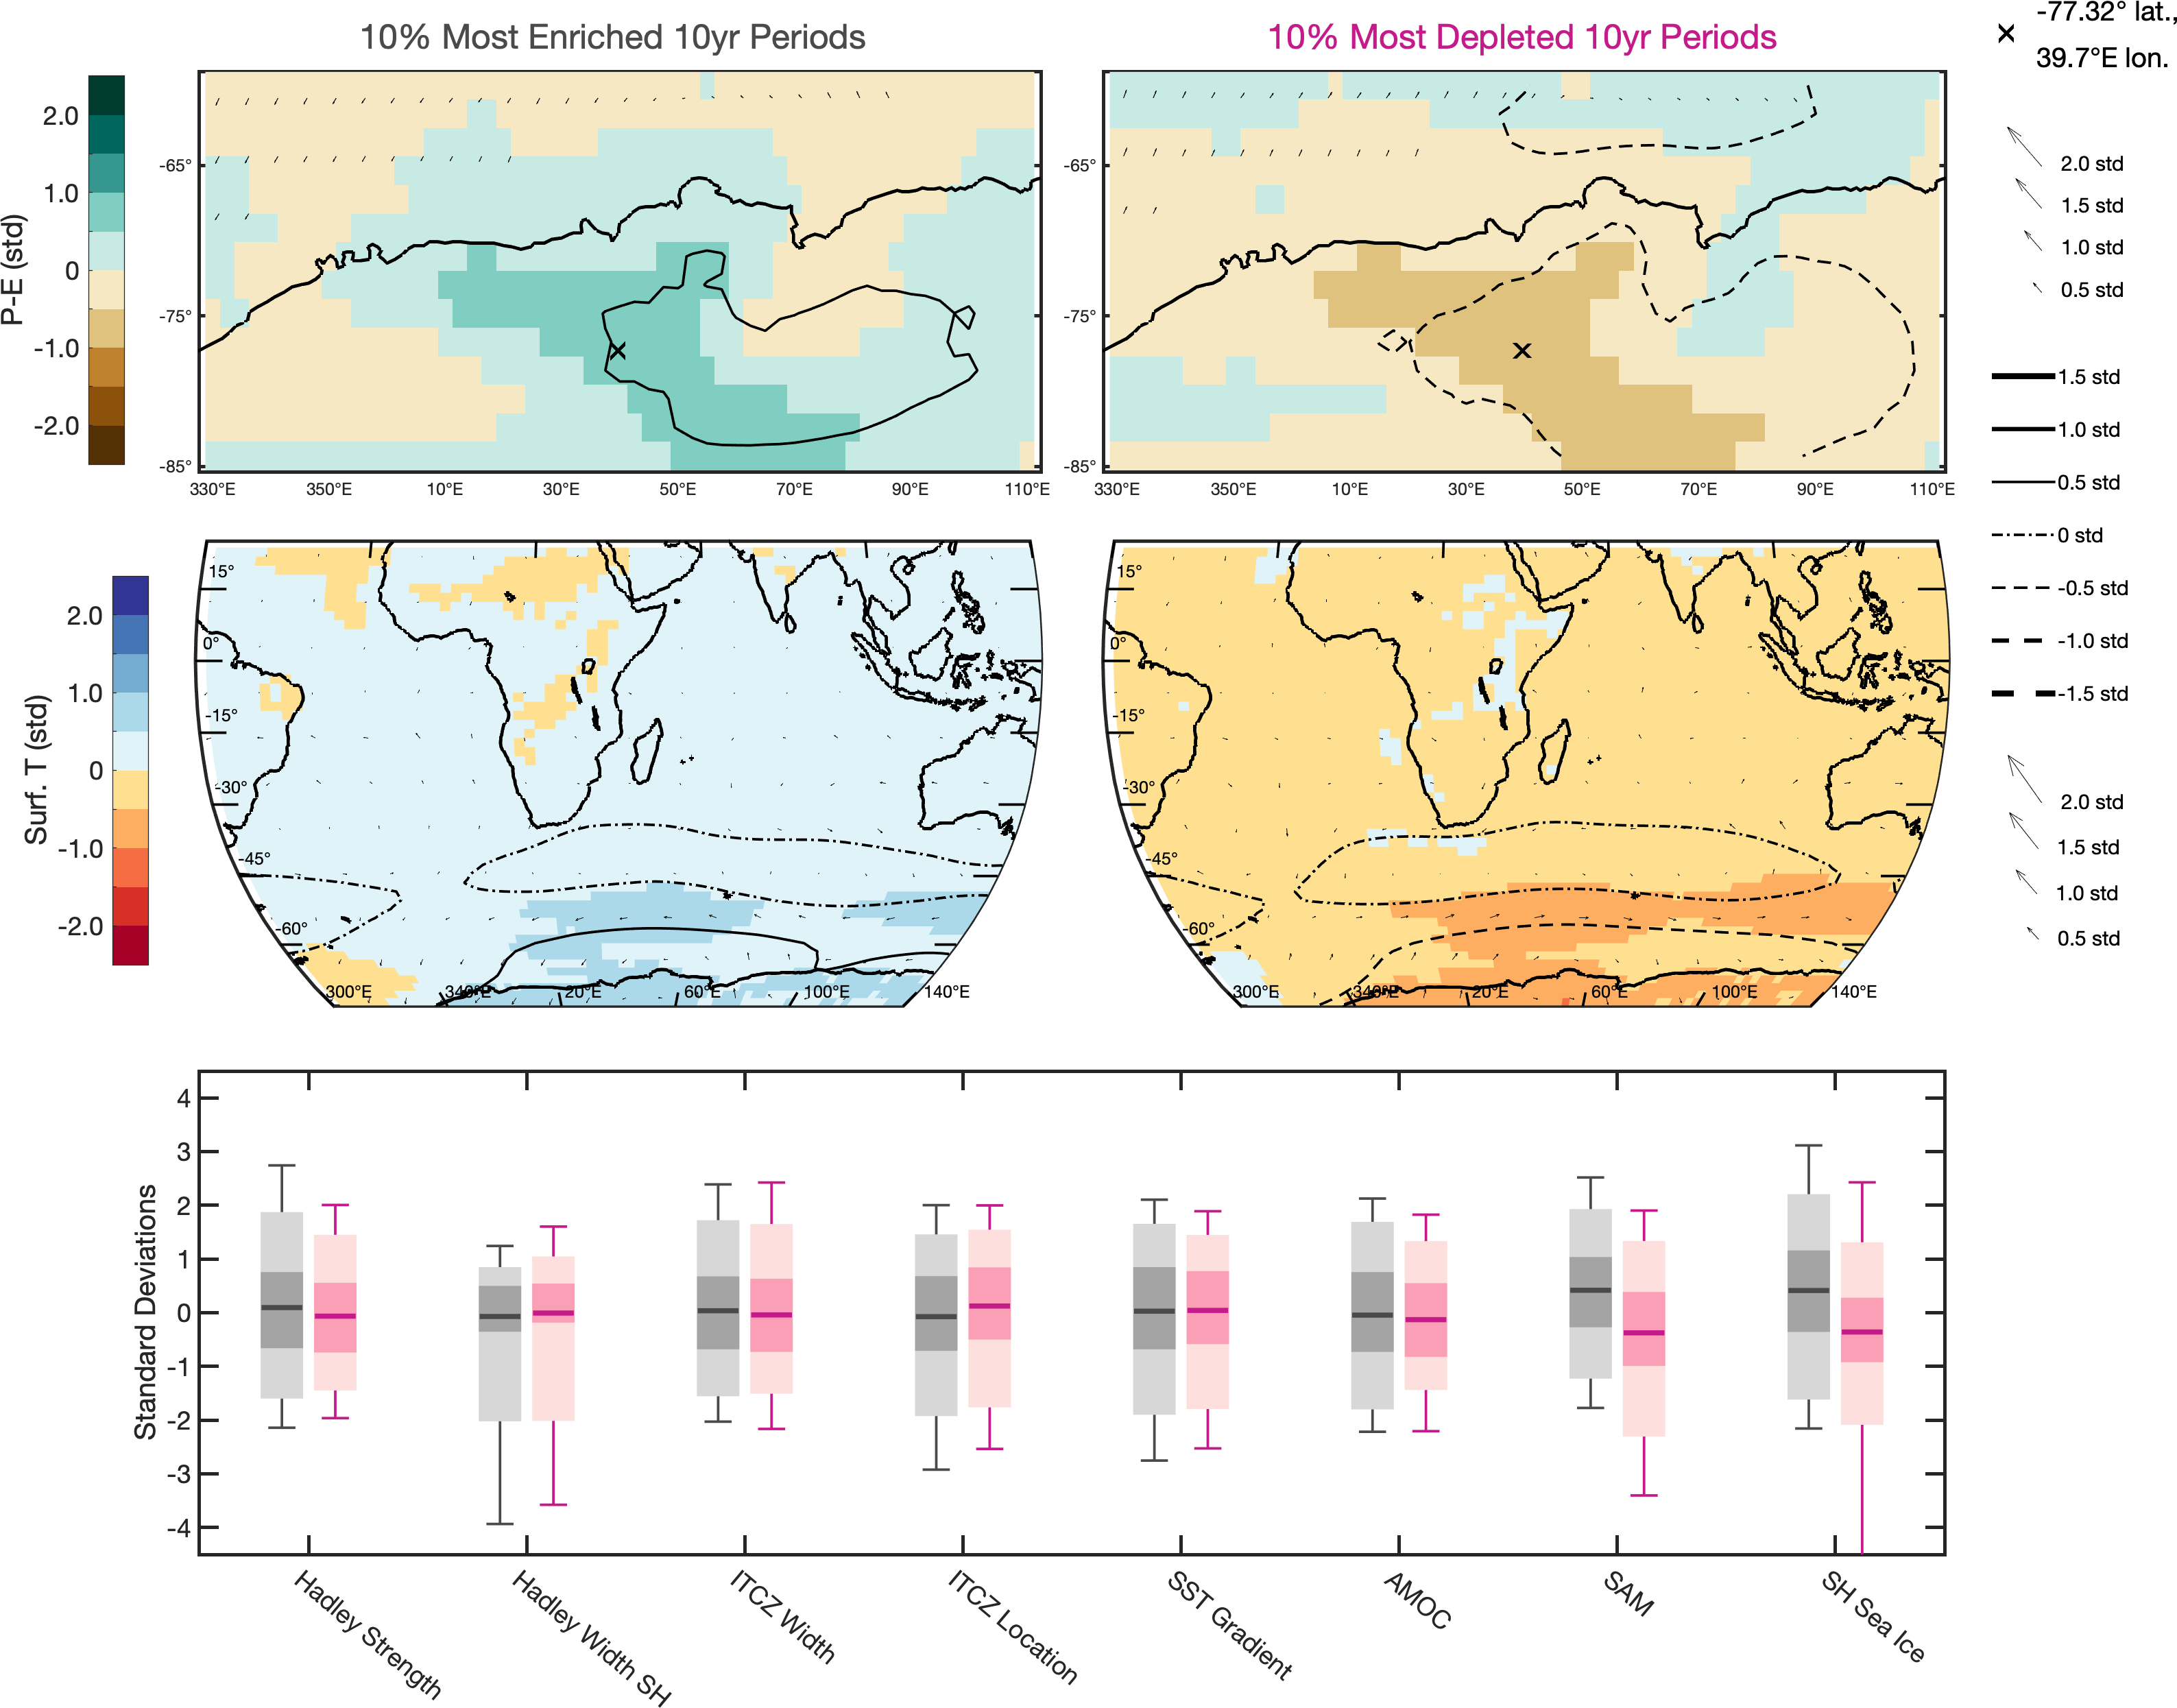 10% Most Enriched 10yr Periods
10% Most Depleted 10yr Periods
-77.32° lat.,
39.7°E lon.
P-E (std)
2.0
1.0
0
-1.0
-2.0
-65°
-75°
-85°
330°E 350°E 10°E 30°E 50°E 70°E 90°E 110°E
-65°
-75°
-85°
330°E 350°E 10°E 30°E 50°E 70°E 90°E 110°E
2.0 std
1.5 std
1.0 std
0.5 std
1.5 std
1.0 std
0.5 std
0 std
-0.5 std
-1.0 std
-1.5 std
Surf. T (std)
2.0
1.0
0
-1.0
-2.0
15°
0°
-15°
-30°
-45°
-60°
300°E 340°E 20°E 60°E 100°E 140°E
15°
0°
-15°
-30°
-45°
-60°
300°E 340°E 20°E 60°E 100°E 140°E
2.0 std
1.5 std
1.0 std
0.5 std
Standard Deviations
4
3
2
1
0
-1
-2
-3
-4
Hadley Strength
Hadley Width SH
ITCZ Width
ITCZ Location
SST Gradient
AMOC
SAM
SH Sea Ice